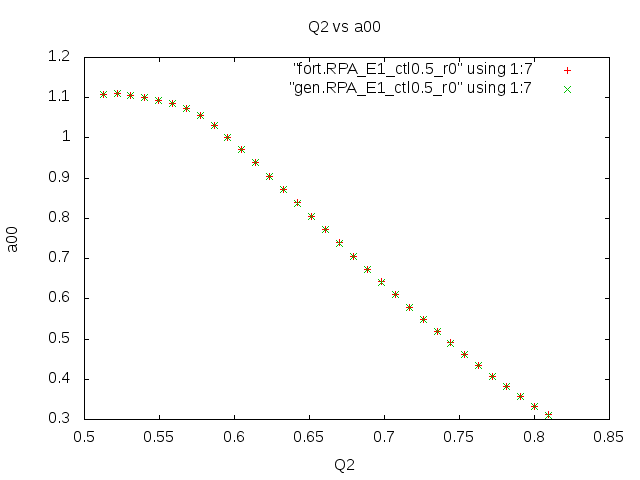 Q2 vs a00
"fort.RPA_E1_ctl0.5_r0" using 1:7
"gen.RPA_E1_ctl0.5_r0" using 1:7
1.2
1.1
1
0.9
0.8
0.7
0.6
0.5
0.4
0.3
a00
0.5 0.55 0.6 0.65 0.7 0.75 0.8 0.85
Q2